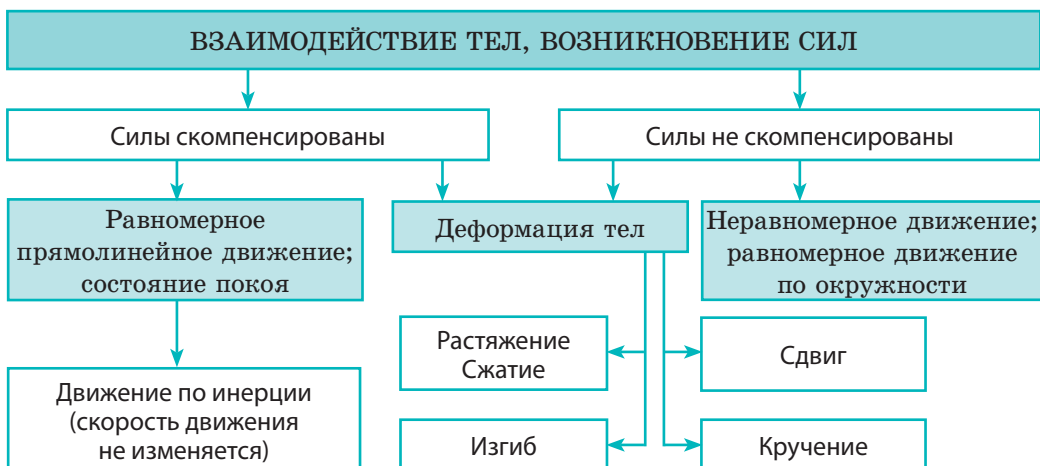 ВЗАИМОДЕЙСТВИЕ ТЕЛ, ВОЗНИКНОВЕНИЕ СИЛ
Силы скомпенсированы
Силы не скомпенсированы
Равномерное
прямолинейное движение;
состояние покоя
Деформация тел
Неравномерное движение;
равномерное движение
по окружности
Движение по инерции
(скорость движения
не изменяется)
Растяжение
Сжатие
Сдвиг
Изгиб
Кручение